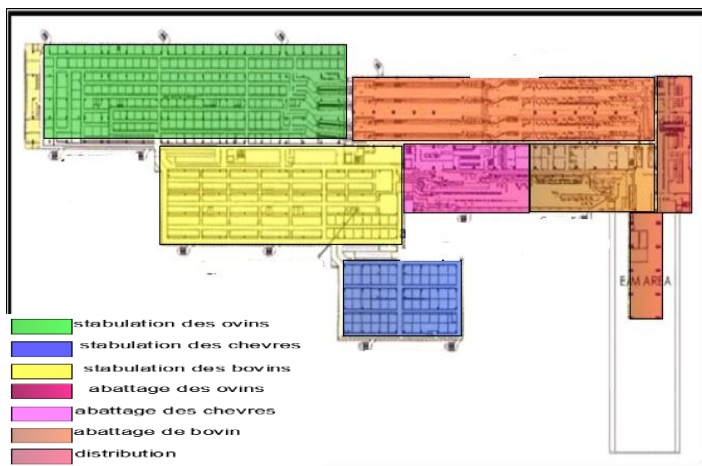 E/M AREA
stabulation des ovins
stabulation des chevres
stabulation des bovins
abattage des ovins
abattage des chevres
abattage de bovin
distribution